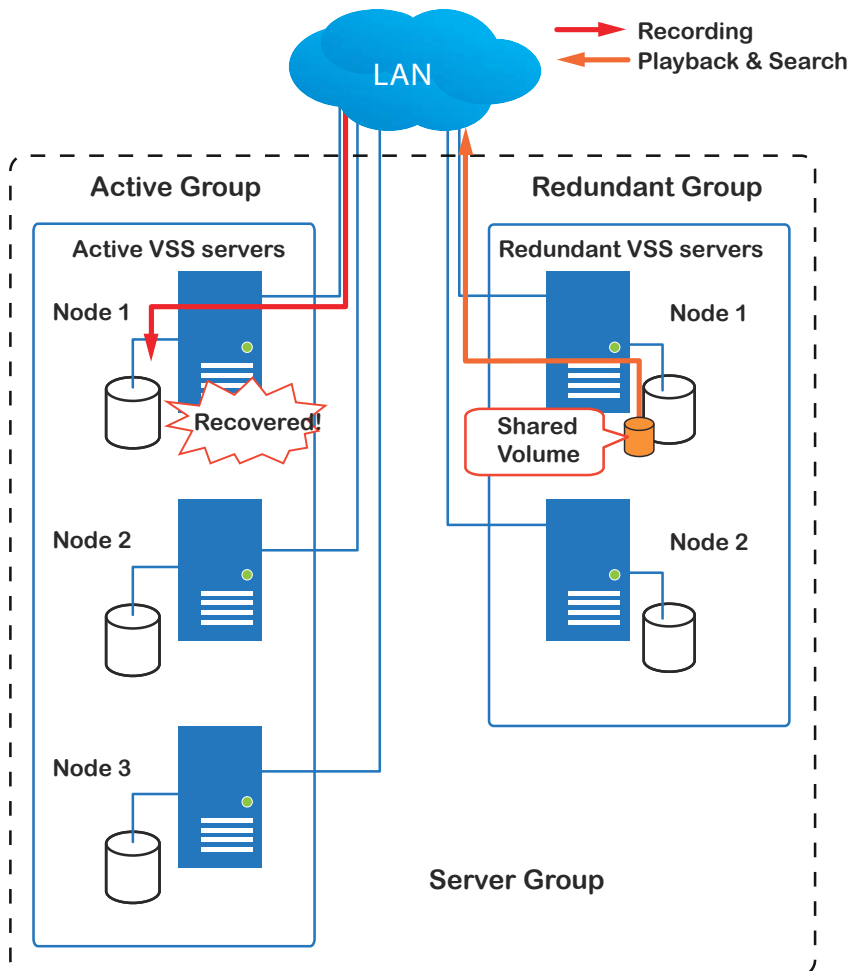 LAN
Recording
Playback & Search
Active Group
Redundant Group
Active VSS servers
Redundant VSS servers
Node 1
Node 1
Recovered!
Shared
Volume
Node 2
Node 2
Node 3
Server Group